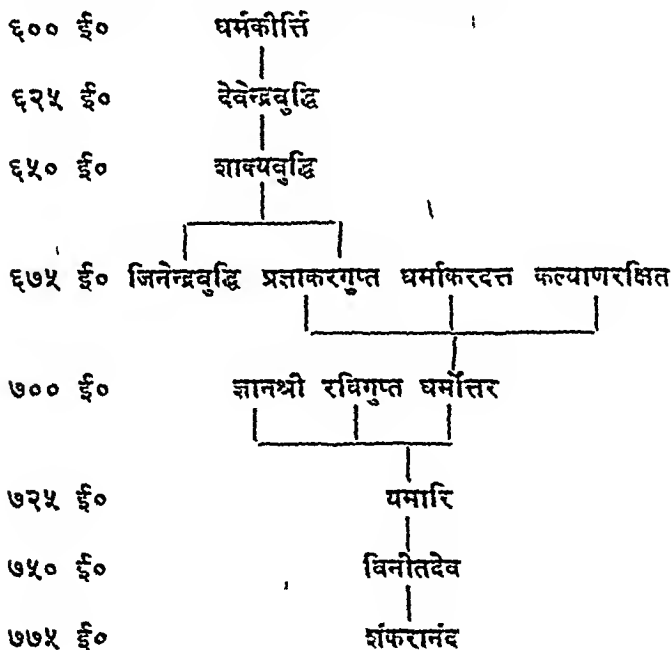 ६०० ई० धर्मकीर्त्ति
६२५ ई० देवेन्द्रबुद्धि
६५० ई० शाक्यबुद्धि
६७५ ई० जिनेन्द्रबुद्धि प्रज्ञाकरगुप्त धर्माकरदत्त कल्याणरक्षित
७०० ई० ज्ञानश्री रविगुप्त धर्मोत्तर
७२५ ई० यमारि
७५० ई० विनीतदेव
७७५ ई० शंकरानंद